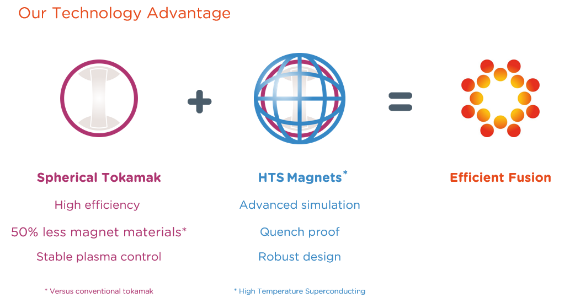 Our Technology Advantage
Spherical Tokamak
HTS Magnets*
Efficient Fusion
High efficiency
Advanced simulation
50% less magnet materials*
Quench proof
Stable plasma control
Robust design
* Versus conventional tokamak
* High Temperature Superconducting